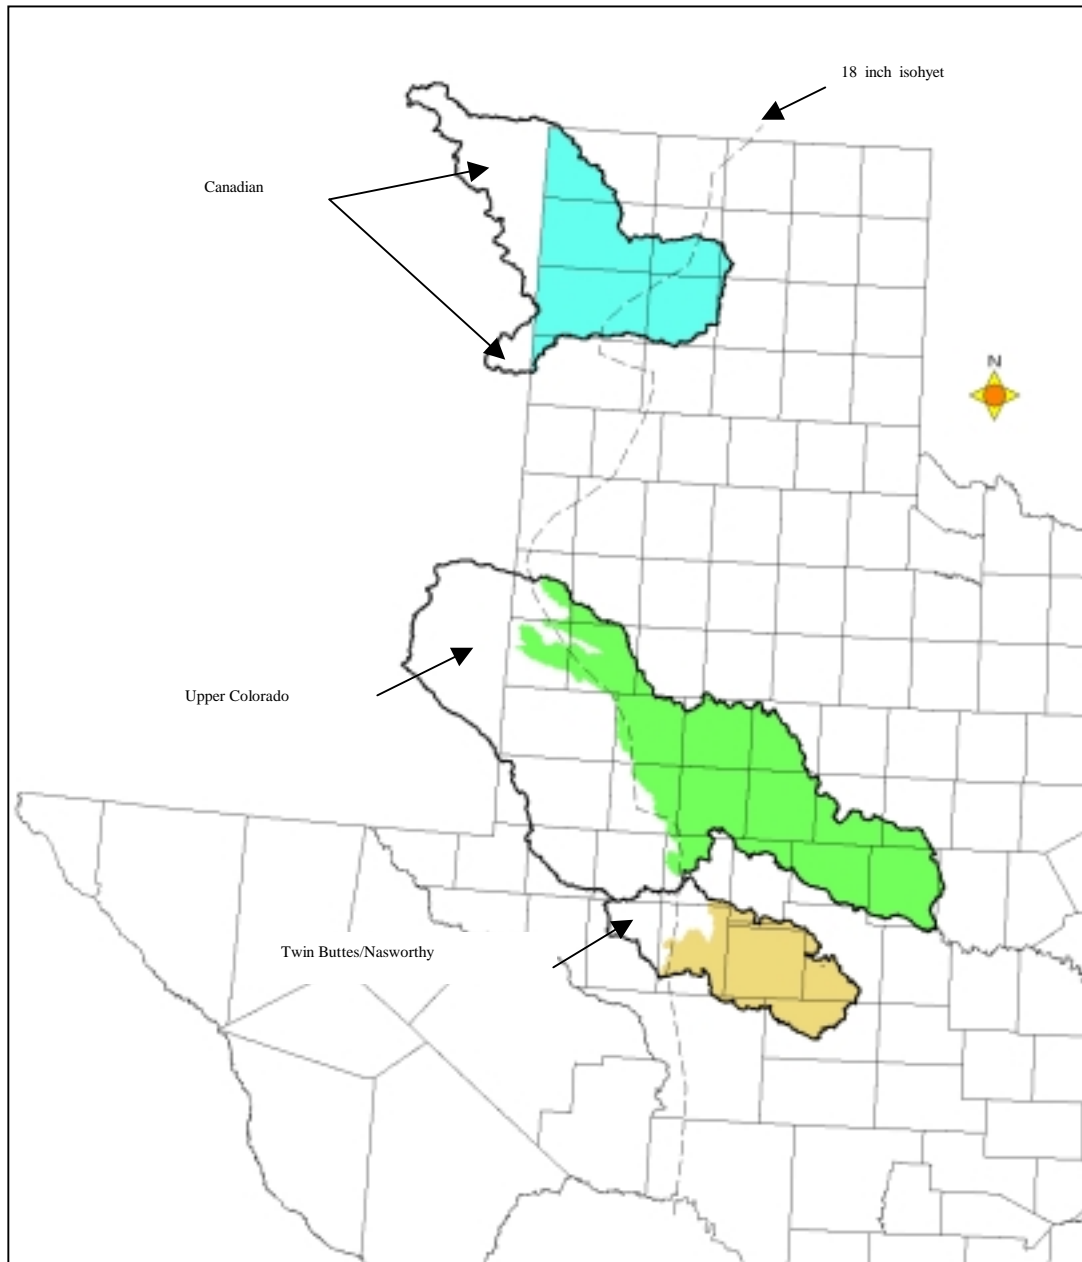 18 inch isohyet
Canadian
N
Upper Colorado
Twin Buttes/Nasworthy